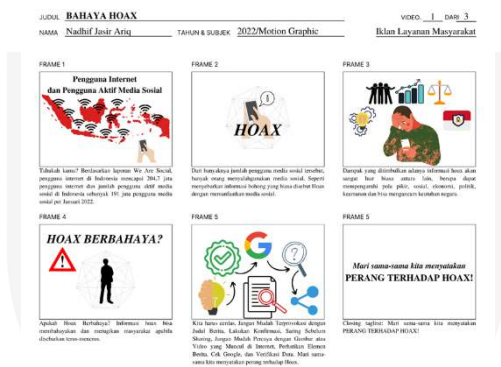 JUDUL BAHAYA HOAX
VIDEO. 1 DARI 3
NAMA Nadhif Jasir Ariq
TAHUN & SUBJEK 2022/Motion Graphic
Iklan Layanan Masyarakat
FRAME 1
Pengguna Internet
dan Pengguna Aktif Media Sosial
Tahukah kamu? Berdasarkan laporan We Are Social,
pengguna internet di Indonesia mencapai 204,7 juta
pengguna internet dan jumlah pengguna aktif media
sosial di Indonesia sebanyak 191 juta pengguna media
sosial per Januari 2022.
FRAME 2
HOAX
Dari banyaknya jumlah pengguna media sosial tersebut,
banyak orang menyalahgunakan media sosial. Seperti
menyebarkan informasi bohong yang biasa disebut Hoax
dengan memanfaatkan media sosial.
FRAME 3
Dampak yang ditimbulkan adanya informasi hoax akan
sangat luar biasa antara lain, berupa dapat
mempengaruhi pola pikir, sosial, ekonomi, politik,
keamanan dan bisa mengancam keutuhan negara.
FRAME 4
HOAX BERBAHAYA?
Apakah Hoax Berbahaya? Informasi hoax bisa
membahayakan dan merugikan masyarakat apabila
disebarkan terus-menerus.
FRAME 5
Kita harus cerdas, Jangan Mudah Terprovokasi dengan
Judul Berita, Lakukan Konfirmasi, Saring Sebelum
Sharing, Jangan Mudah Percaya dengan Gambar atau
Video yang Muncul di Internet, Perhatikan Elemen
Berita, Cek Google, dan Verifikasi Data. Mari sama-
sama kita menyatakan perang terhadap Hoax.
FRAME 5
Mari sama-sama kita menyatakan
PERANG TERHADAP HOAX!
Closing tagline: Mari sama-sama kita menyatakan
PERANG TERHADAP HOAX!